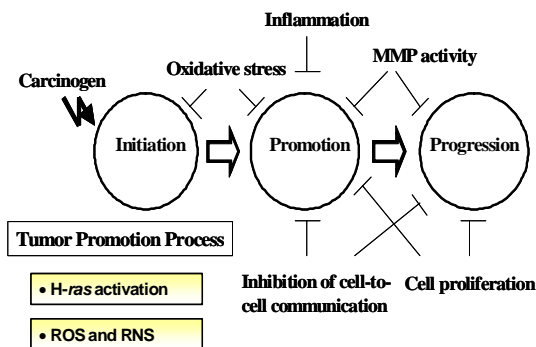 Inflammation
Oxidative stress
MMP activity
Carcinogen
Initiation
Promotion
Progression
Tumor Promotion Process
Inhibition of cell-to-
cell communication
Cell proliferation
• H-ras activation
• ROS and RNS